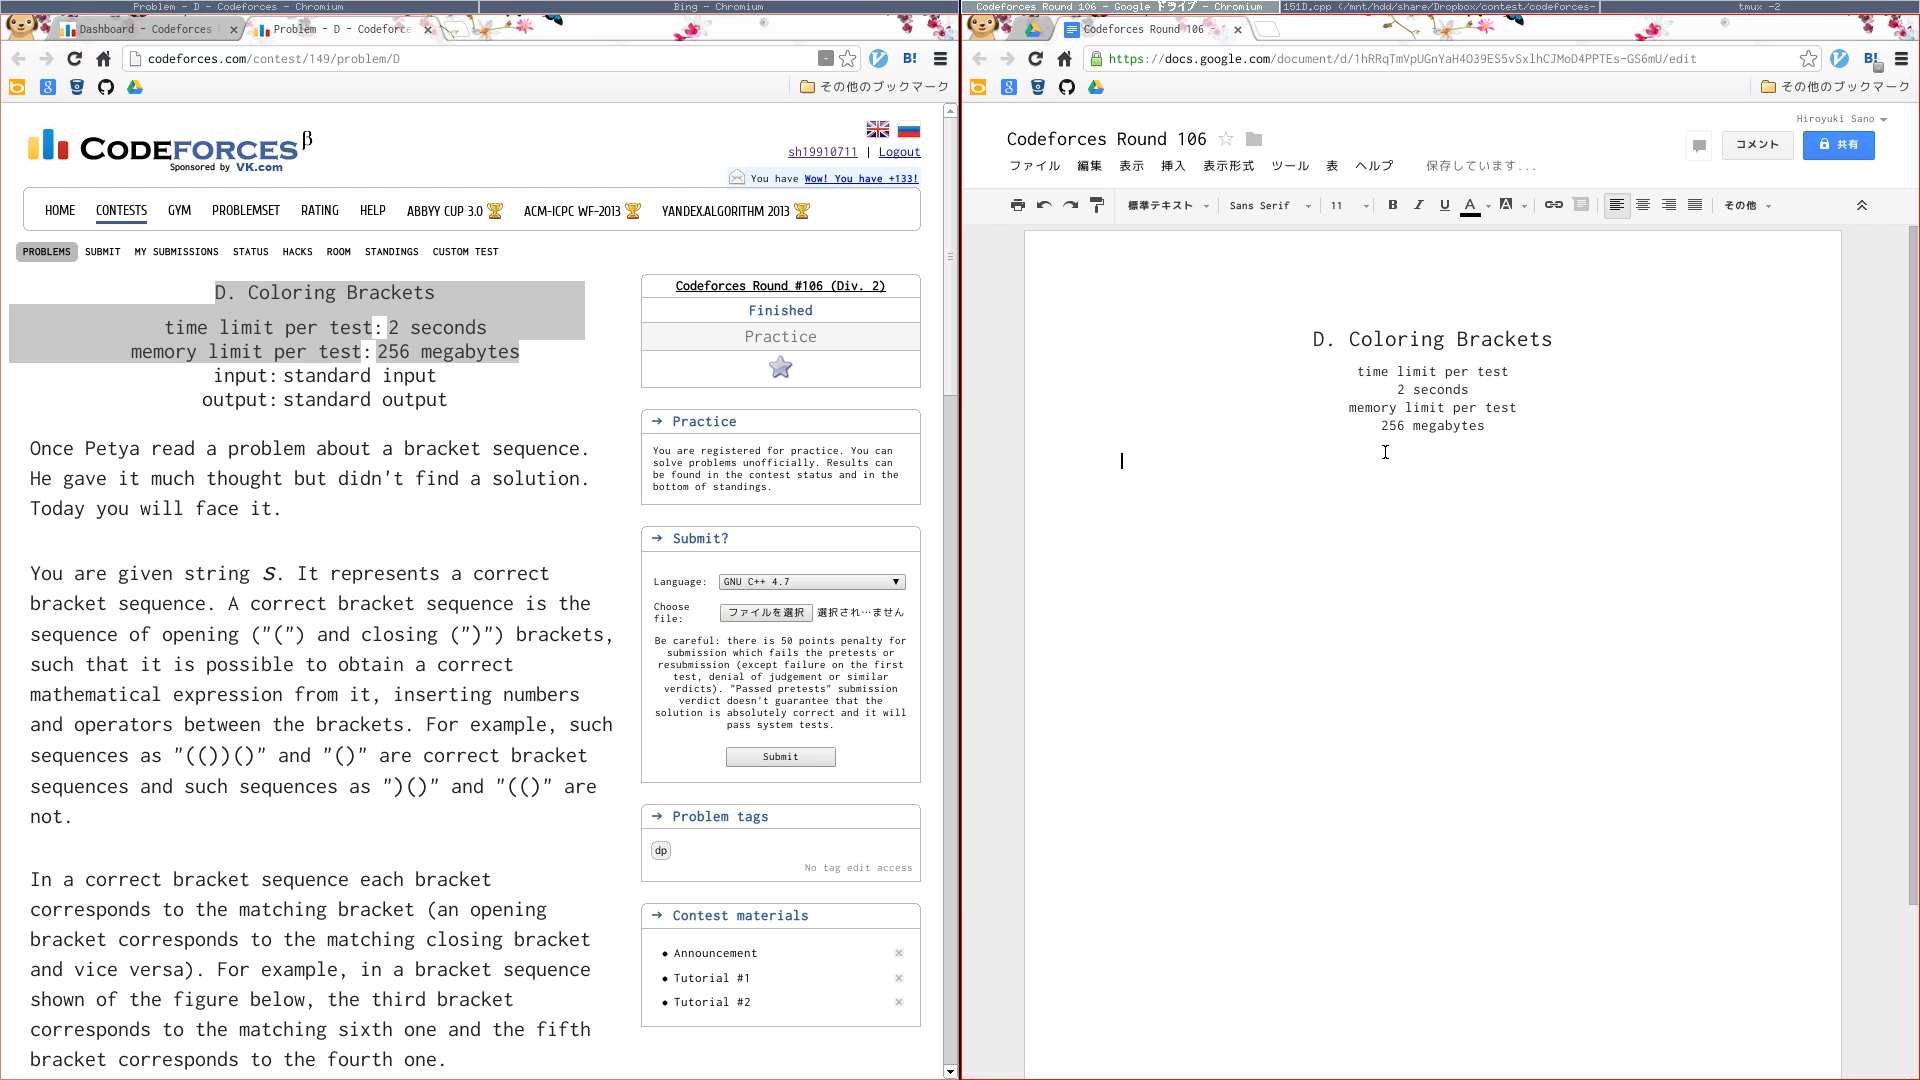 Problem - D - Codeforces - Chromium
Bing - Chromium
Codeforces Round 106 - Google ドライブ - Chromium
151D.cpp (/mnt/hdd/share/Dropbox/contest/codeforces-
tmux -2
Dashboard - Codeforces
Problem - D - Codeforce
codeforces.com/contest/149/problem/D
B!
その他のブックマーク
CODEFORCES β
Sponsored by VK.com
sh19910711 | Logout
You have Wow! You have +133!
HOME CONTESTS GYM PROBLEMSET RATING HELP ABBYY CUP 3.0 ACM-ICPC WF-2013 YANDEX.ALGORITHM 2013
PROBLEMS SUBMIT MY SUBMISSIONS STATUS HACKS ROOM STANDINGS CUSTOM TEST
D. Coloring Brackets
time limit per test: 2 seconds
memory limit per test: 256 megabytes
input: standard input
output: standard output
Once Petya read a problem about a bracket sequence.
He gave it much thought but didn't find a solution.
Today you will face it.
You are given string s. It represents a correct
bracket sequence. A correct bracket sequence is the
sequence of opening ("(") and closing (")") brackets,
such that it is possible to obtain a correct
mathematical expression from it, inserting numbers
and operators between the brackets. For example, such
sequences as "(())()" and "()" are correct bracket
sequences and such sequences as ")()" and "(()" are
not.
In a correct bracket sequence each bracket
corresponds to the matching bracket (an opening
bracket corresponds to the matching closing bracket
and vice versa). For example, in a bracket sequence
shown of the figure below, the third bracket
corresponds to the matching sixth one and the fifth
bracket corresponds to the fourth one.
Codeforces Round #106 (Div. 2)
Finished
Practice
→ Practice
You are registered for practice. You can
solve problems unofficially. Results can
be found in the contest status and in the
bottom of standings.
→ Submit?
Language: GNU C++ 4.7
Choose
file: ファイルを選択 選択され…ません
Be careful: there is 50 points penalty for
submission which fails the pretests or
resubmission (except failure on the first
test, denial of judgement or similar
verdicts). "Passed pretests" submission
verdict doesn't guarantee that the
solution is absolutely correct and it will
pass system tests.
Submit
→ Problem tags
dp
No tag edit access
→ Contest materials
Announcement
Tutorial #1
Tutorial #2
Codeforces Round 106
https://docs.google.com/document/d/1hRRqTmVpUGnYaH4O39ES5vSxlhCJMoD4PPTEs-GS6mU/edit
B!
その他のブックマーク
Hiroyuki Sano
Codeforces Round 106
コメント
共有
ファイル 編集 表示 挿入 表示形式 ツール 表 ヘルプ 保存しています...
標準テキスト Sans Serif 11 B I U A A その他
D. Coloring Brackets
time limit per test
2 seconds
memory limit per test
256 megabytes